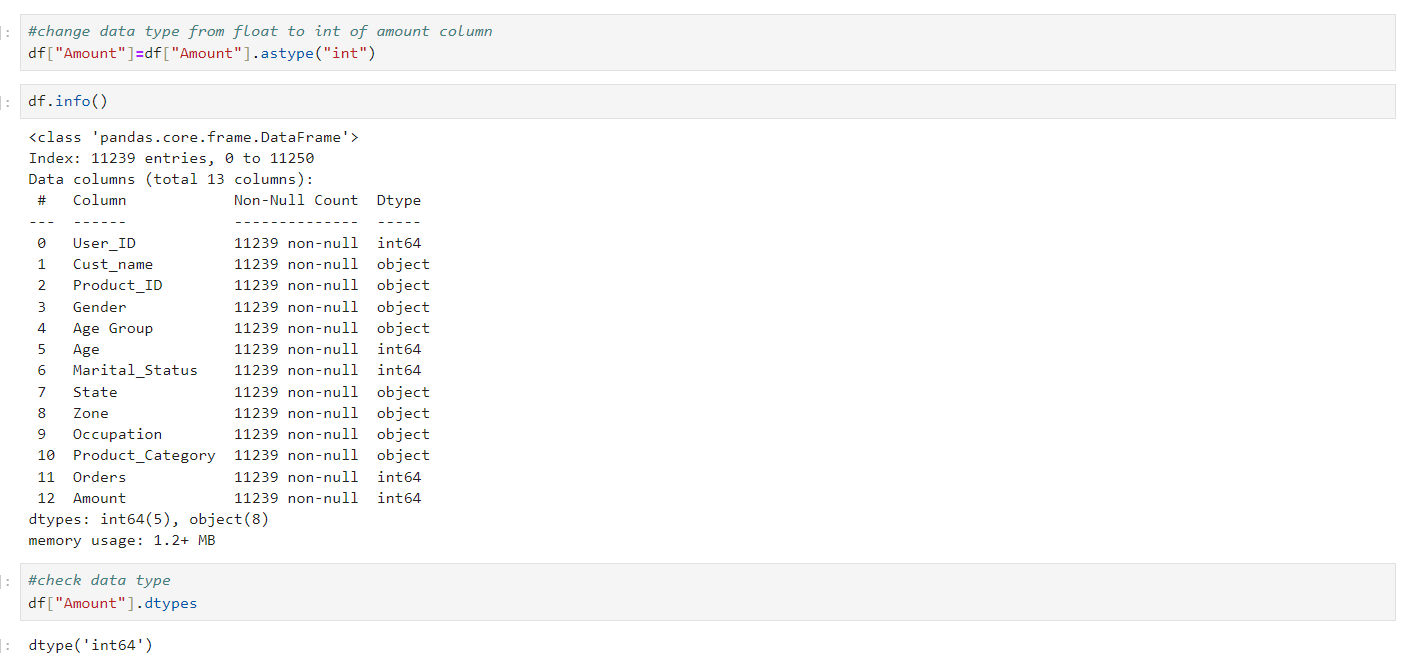 ]: #change data type from float to int of amount column
df["Amount"]=df["Amount"].astype("int")
]: df.info()
<class 'pandas.core.frame.DataFrame'>
Index: 11239 entries, 0 to 11250
Data columns (total 13 columns):
 #   Column            Non-Null Count  Dtype
---  ------            --------------  -----
 0   User_ID           11239 non-null  int64
 1   Cust_name         11239 non-null  object
 2   Product_ID        11239 non-null  object
 3   Gender            11239 non-null  object
 4   Age Group         11239 non-null  object
 5   Age               11239 non-null  int64
 6   Marital_Status    11239 non-null  int64
 7   State             11239 non-null  object
 8   Zone              11239 non-null  object
 9   Occupation        11239 non-null  object
 10  Product_Category  11239 non-null  object
 11  Orders            11239 non-null  int64
 12  Amount            11239 non-null  int64
dtypes: int64(5), object(8)
memory usage: 1.2+ MB
]: #check data type
df["Amount"].dtypes
]: dtype('int64')